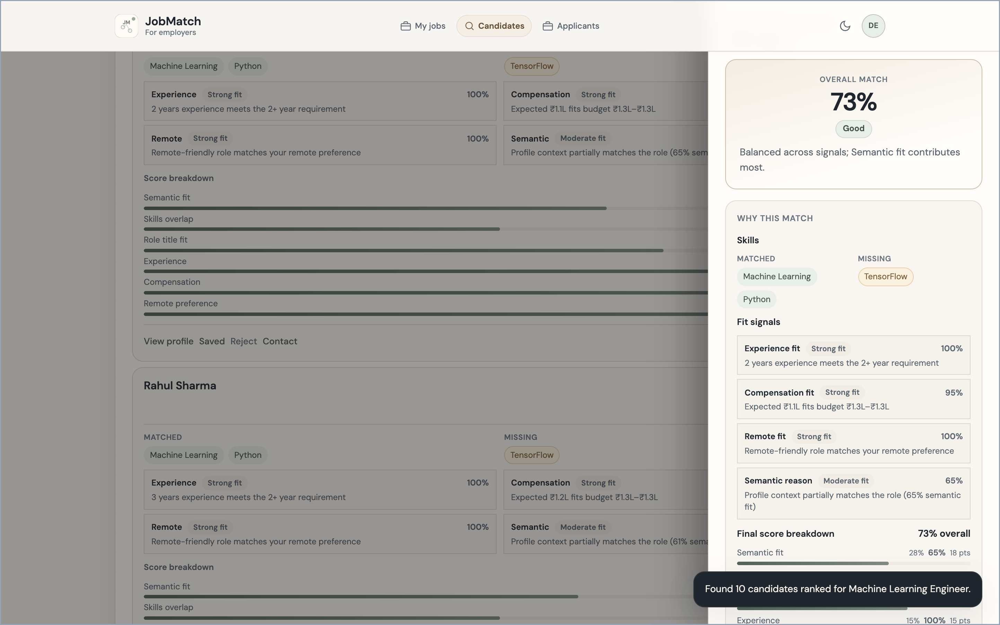 JM
JobMatch
For employers
My jobs
Candidates
Applicants
DE
Machine Learning
Python
TensorFlow
Experience Strong fit 100%
2 years experience meets the 2+ year requirement
Compensation Strong fit
Expected ₹1.1L fits budget ₹1.3L–₹1.3L
Remote Strong fit 100%
Remote-friendly role matches your remote preference
Semantic Moderate fit
Profile context partially matches the role (65% sem
Score breakdown
Semantic fit
Skills overlap
Role title fit
Experience
Compensation
Remote preference
View profile Saved Reject Contact
Rahul Sharma
MATCHED
Machine Learning
Python
MISSING
TensorFlow
Experience Strong fit 100%
3 years experience meets the 2+ year requirement
Compensation Strong fit
Expected ₹1.2L fits budget ₹1.3L–₹1.3L
Remote Strong fit 100%
Remote-friendly role matches your remote preference
Semantic Moderate fit
Profile context partially matches the role (61% sema
Score breakdown
Semantic fit
Skills overlap
OVERALL MATCH
73%
Good
Balanced across signals; Semantic fit contributes
most.
WHY THIS MATCH
Skills
MATCHED
Machine Learning
Python
MISSING
TensorFlow
Fit signals
Experience fit Strong fit 100%
2 years experience meets the 2+ year requirement
Compensation fit Strong fit 95%
Expected ₹1.1L fits budget ₹1.3L–₹1.3L
Remote fit Strong fit 100%
Remote-friendly role matches your remote preference
Semantic reason Moderate fit 65%
Profile context partially matches the role (65% semantic
fit)
Final score breakdown 73% overall
Semantic fit 28% 65% 18 pts
Found 10 candidates ranked for Machine Learning Engineer.
Experience 15% 100% 15 pts